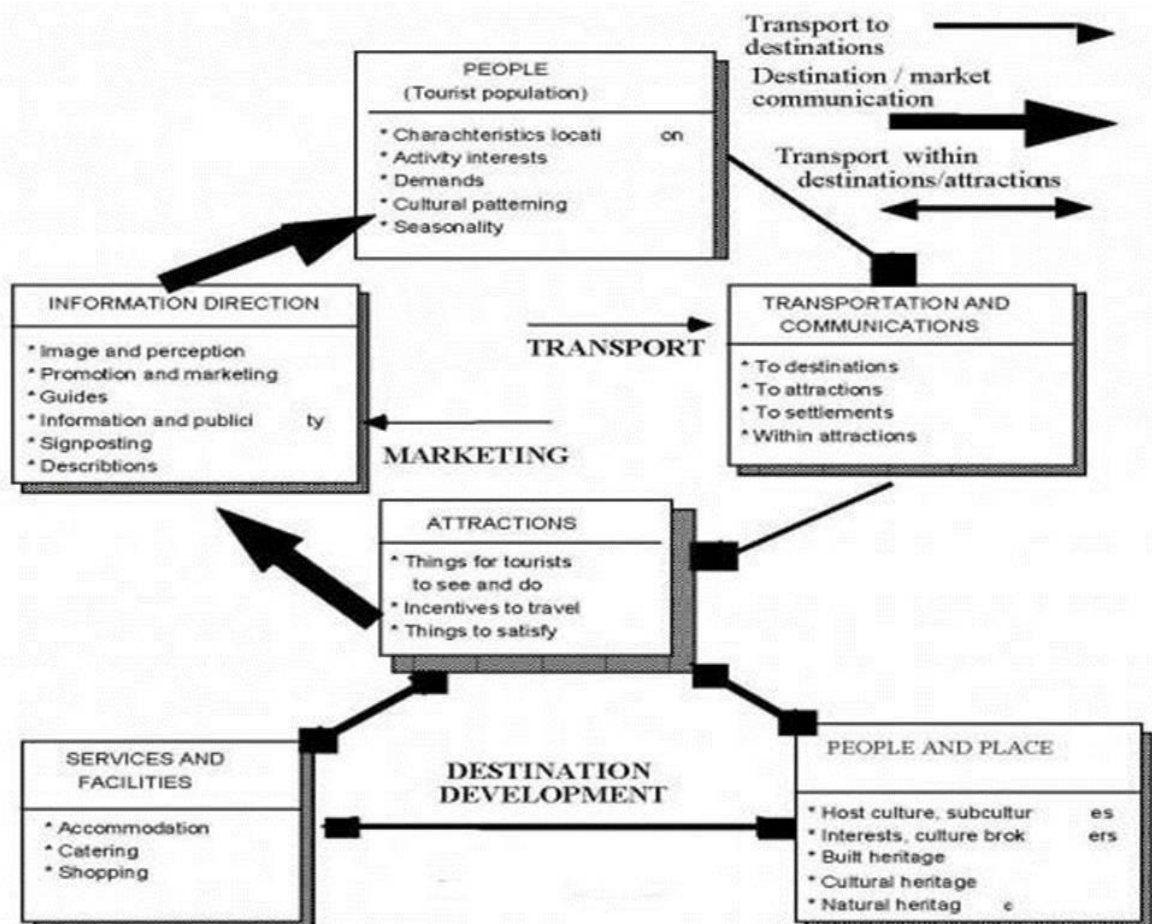 Transport to
destinations
Destination / market
communication
Transport within
destinations/attractions
PEOPLE
(Tourist population)
* Charachteristics locati on
* Activity interests
* Demands
* Cultural patterning
* Seasonality
INFORMATION DIRECTION
* Image and perception
* Promotion and marketing
* Guides
* Information and publici ty
* Signposting
* Describtions
TRANSPORT
MARKETING
TRANSPORTATION AND
COMMUNICATIONS
* To destinations
* To attractions
* To settlements
* Within attractions
ATTRACTIONS
* Things for tourists
to see and do
* Incentives to travel
* Things to satisfy
SERVICES AND
FACILITIES
* Accommodation
* Catering
* Shopping
DESTINATION
DEVELOPMENT
PEOPLE AND PLACE
* Host culture, subcultur es
* Interests, culture brok ers
* Built heritage
* Cultural heritage
* Natural heritag e